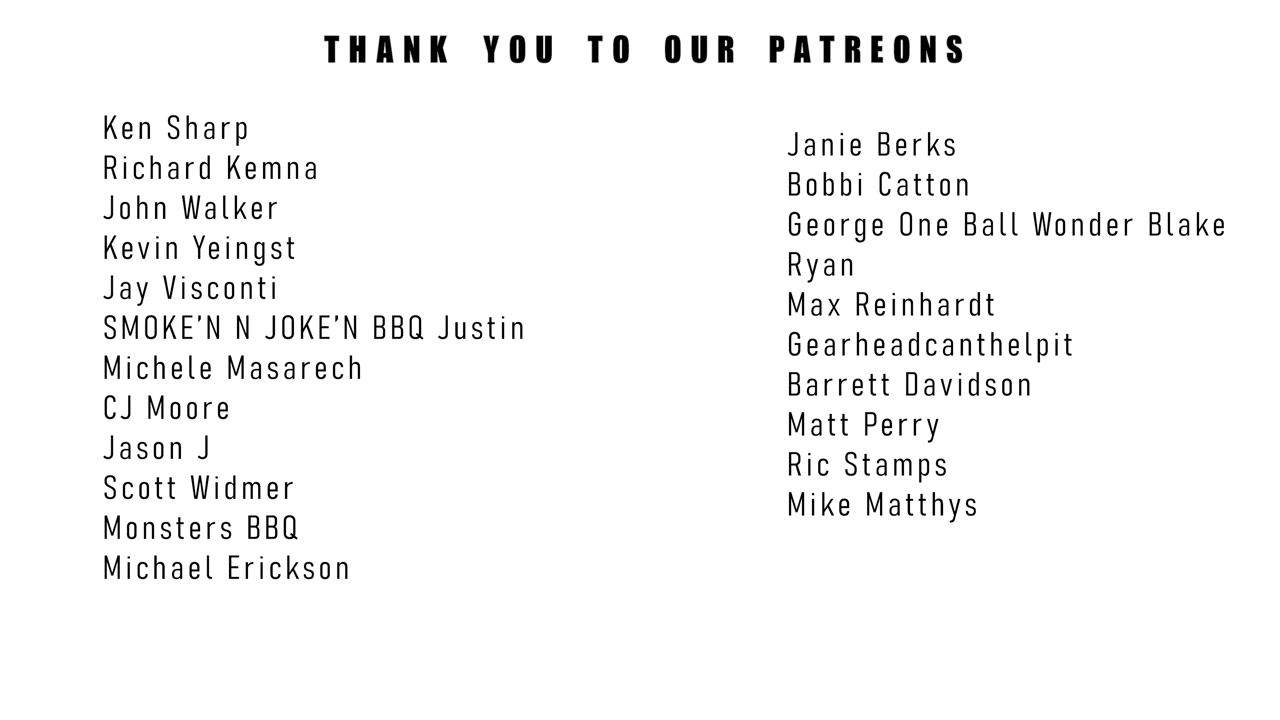 THANK YOU TO OUR PATREONS
Ken Sharp
Richard Kemna
John Walker
Kevin Yeingst
Jay Visconti
SMOKE’N N JOKE’N BBQ Justin
Michele Masarech
CJ Moore
Jason J
Scott Widmer
Monsters BBQ
Michael Erickson
Janie Berks
Bobbi Catton
George One Ball Wonder Blake
Ryan
Max Reinhardt
Gearheadcanthelpit
Barrett Davidson
Matt Perry
Ric Stamps
Mike Matthys